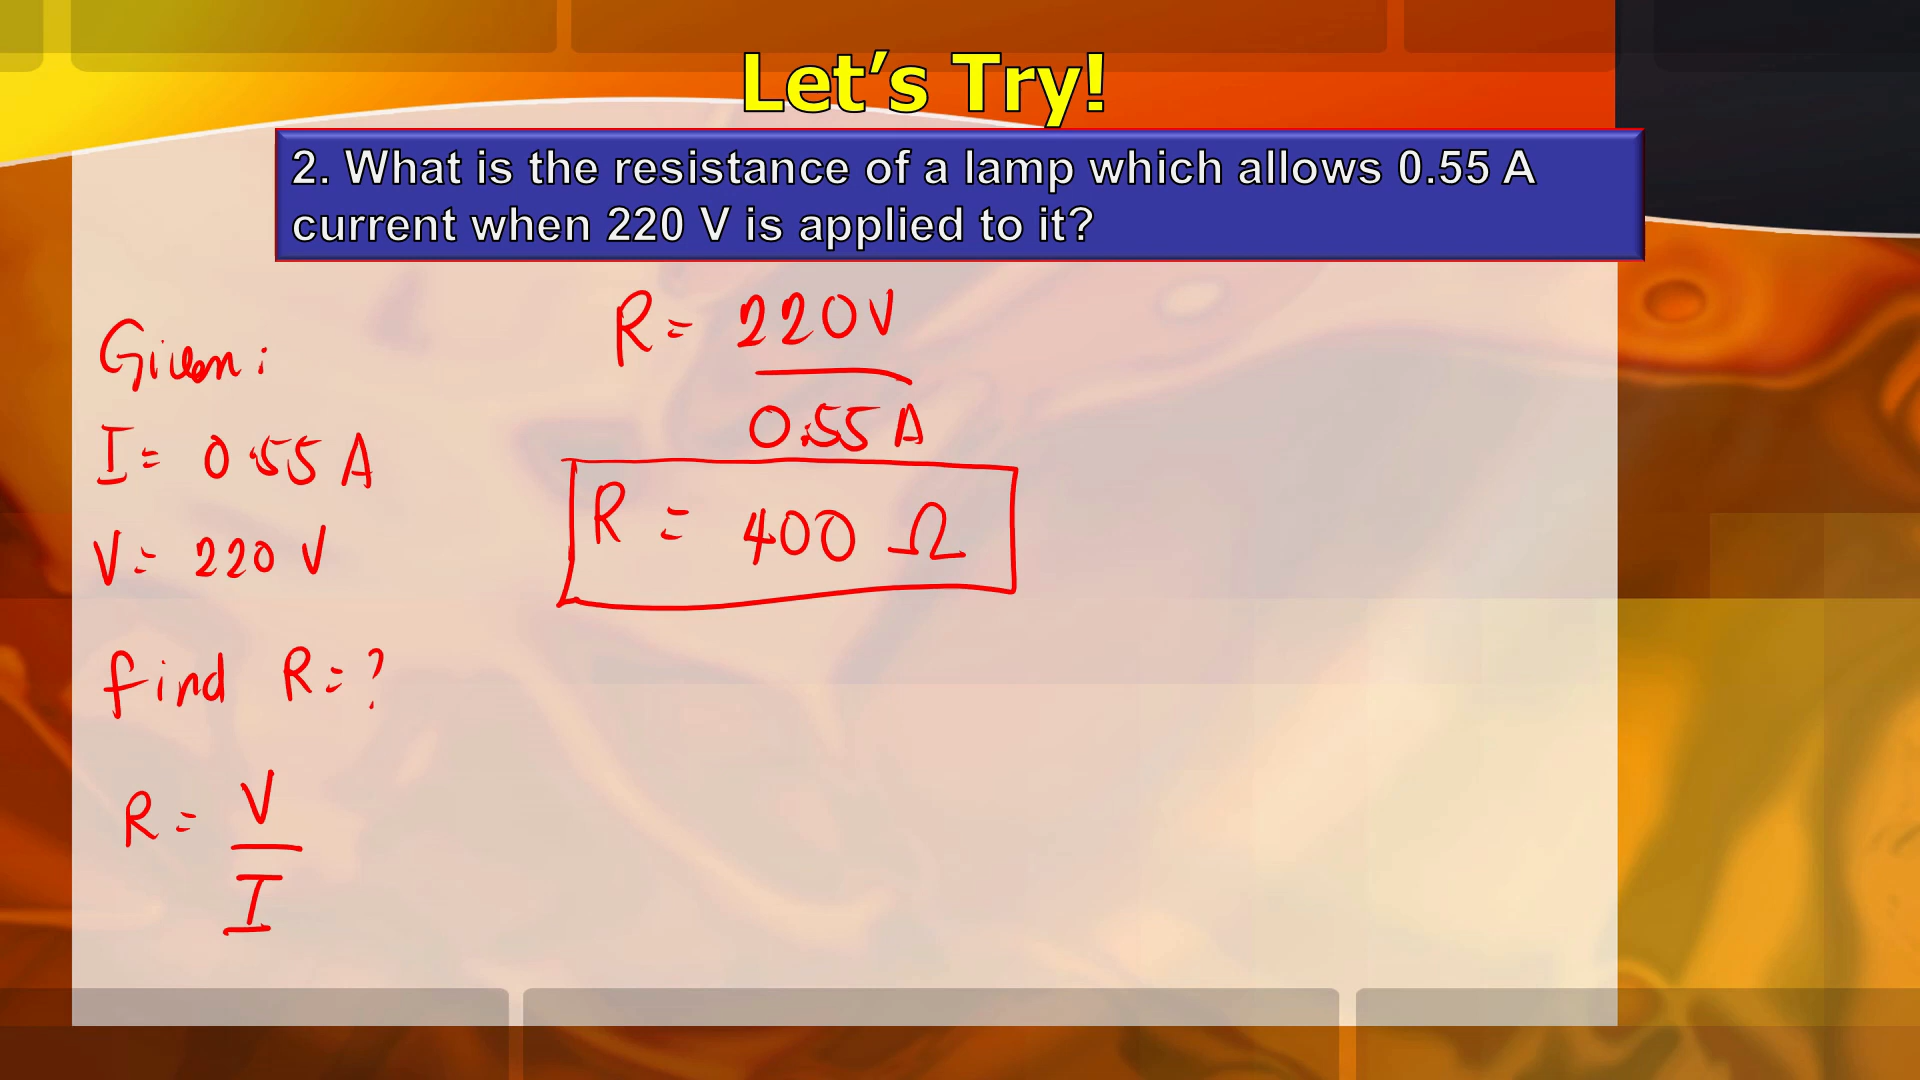 Let's Try!
2. What is the resistance of a lamp which allows 0.55 A
current when 220 V is applied to it?
Given:
I = 0.55 A
V = 220 V
find R = ?
R = V
I
R = 220V
0.55 A
R = 400 Ω